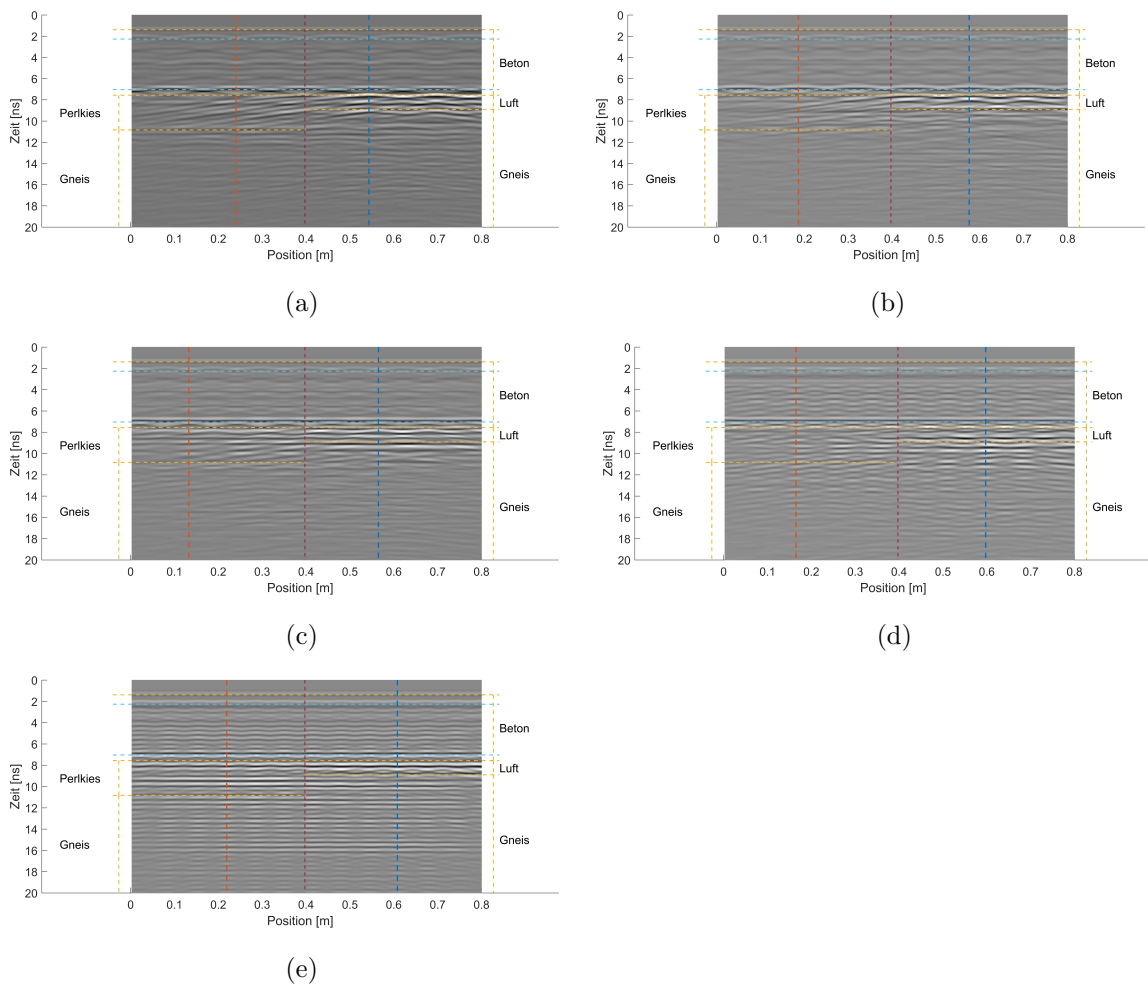 0
2
4
6
8
10
12
14
16
18
20
Zeit [ns]
Perlkies
Gneis
Beton
Luft
Gneis
0 0.1 0.2 0.3 0.4 0.5 0.6 0.7 0.8
Position [m]
(a)
0
2
4
6
8
10
12
14
16
18
20
Zeit [ns]
Perlkies
Gneis
Beton
Luft
Gneis
0 0.1 0.2 0.3 0.4 0.5 0.6 0.7 0.8
Position [m]
(b)
0
2
4
6
8
10
12
14
16
18
20
Zeit [ns]
Perlkies
Gneis
Beton
Luft
Gneis
0 0.1 0.2 0.3 0.4 0.5 0.6 0.7 0.8
Position [m]
(c)
0
2
4
6
8
10
12
14
16
18
20
Zeit [ns]
Perlkies
Gneis
Beton
Luft
Gneis
0 0.1 0.2 0.3 0.4 0.5 0.6 0.7 0.8
Position [m]
(d)
0
2
4
6
8
10
12
14
16
18
20
Zeit [ns]
Perlkies
Gneis
Beton
Luft
Gneis
0 0.1 0.2 0.3 0.4 0.5 0.6 0.7 0.8
Position [m]
(e)